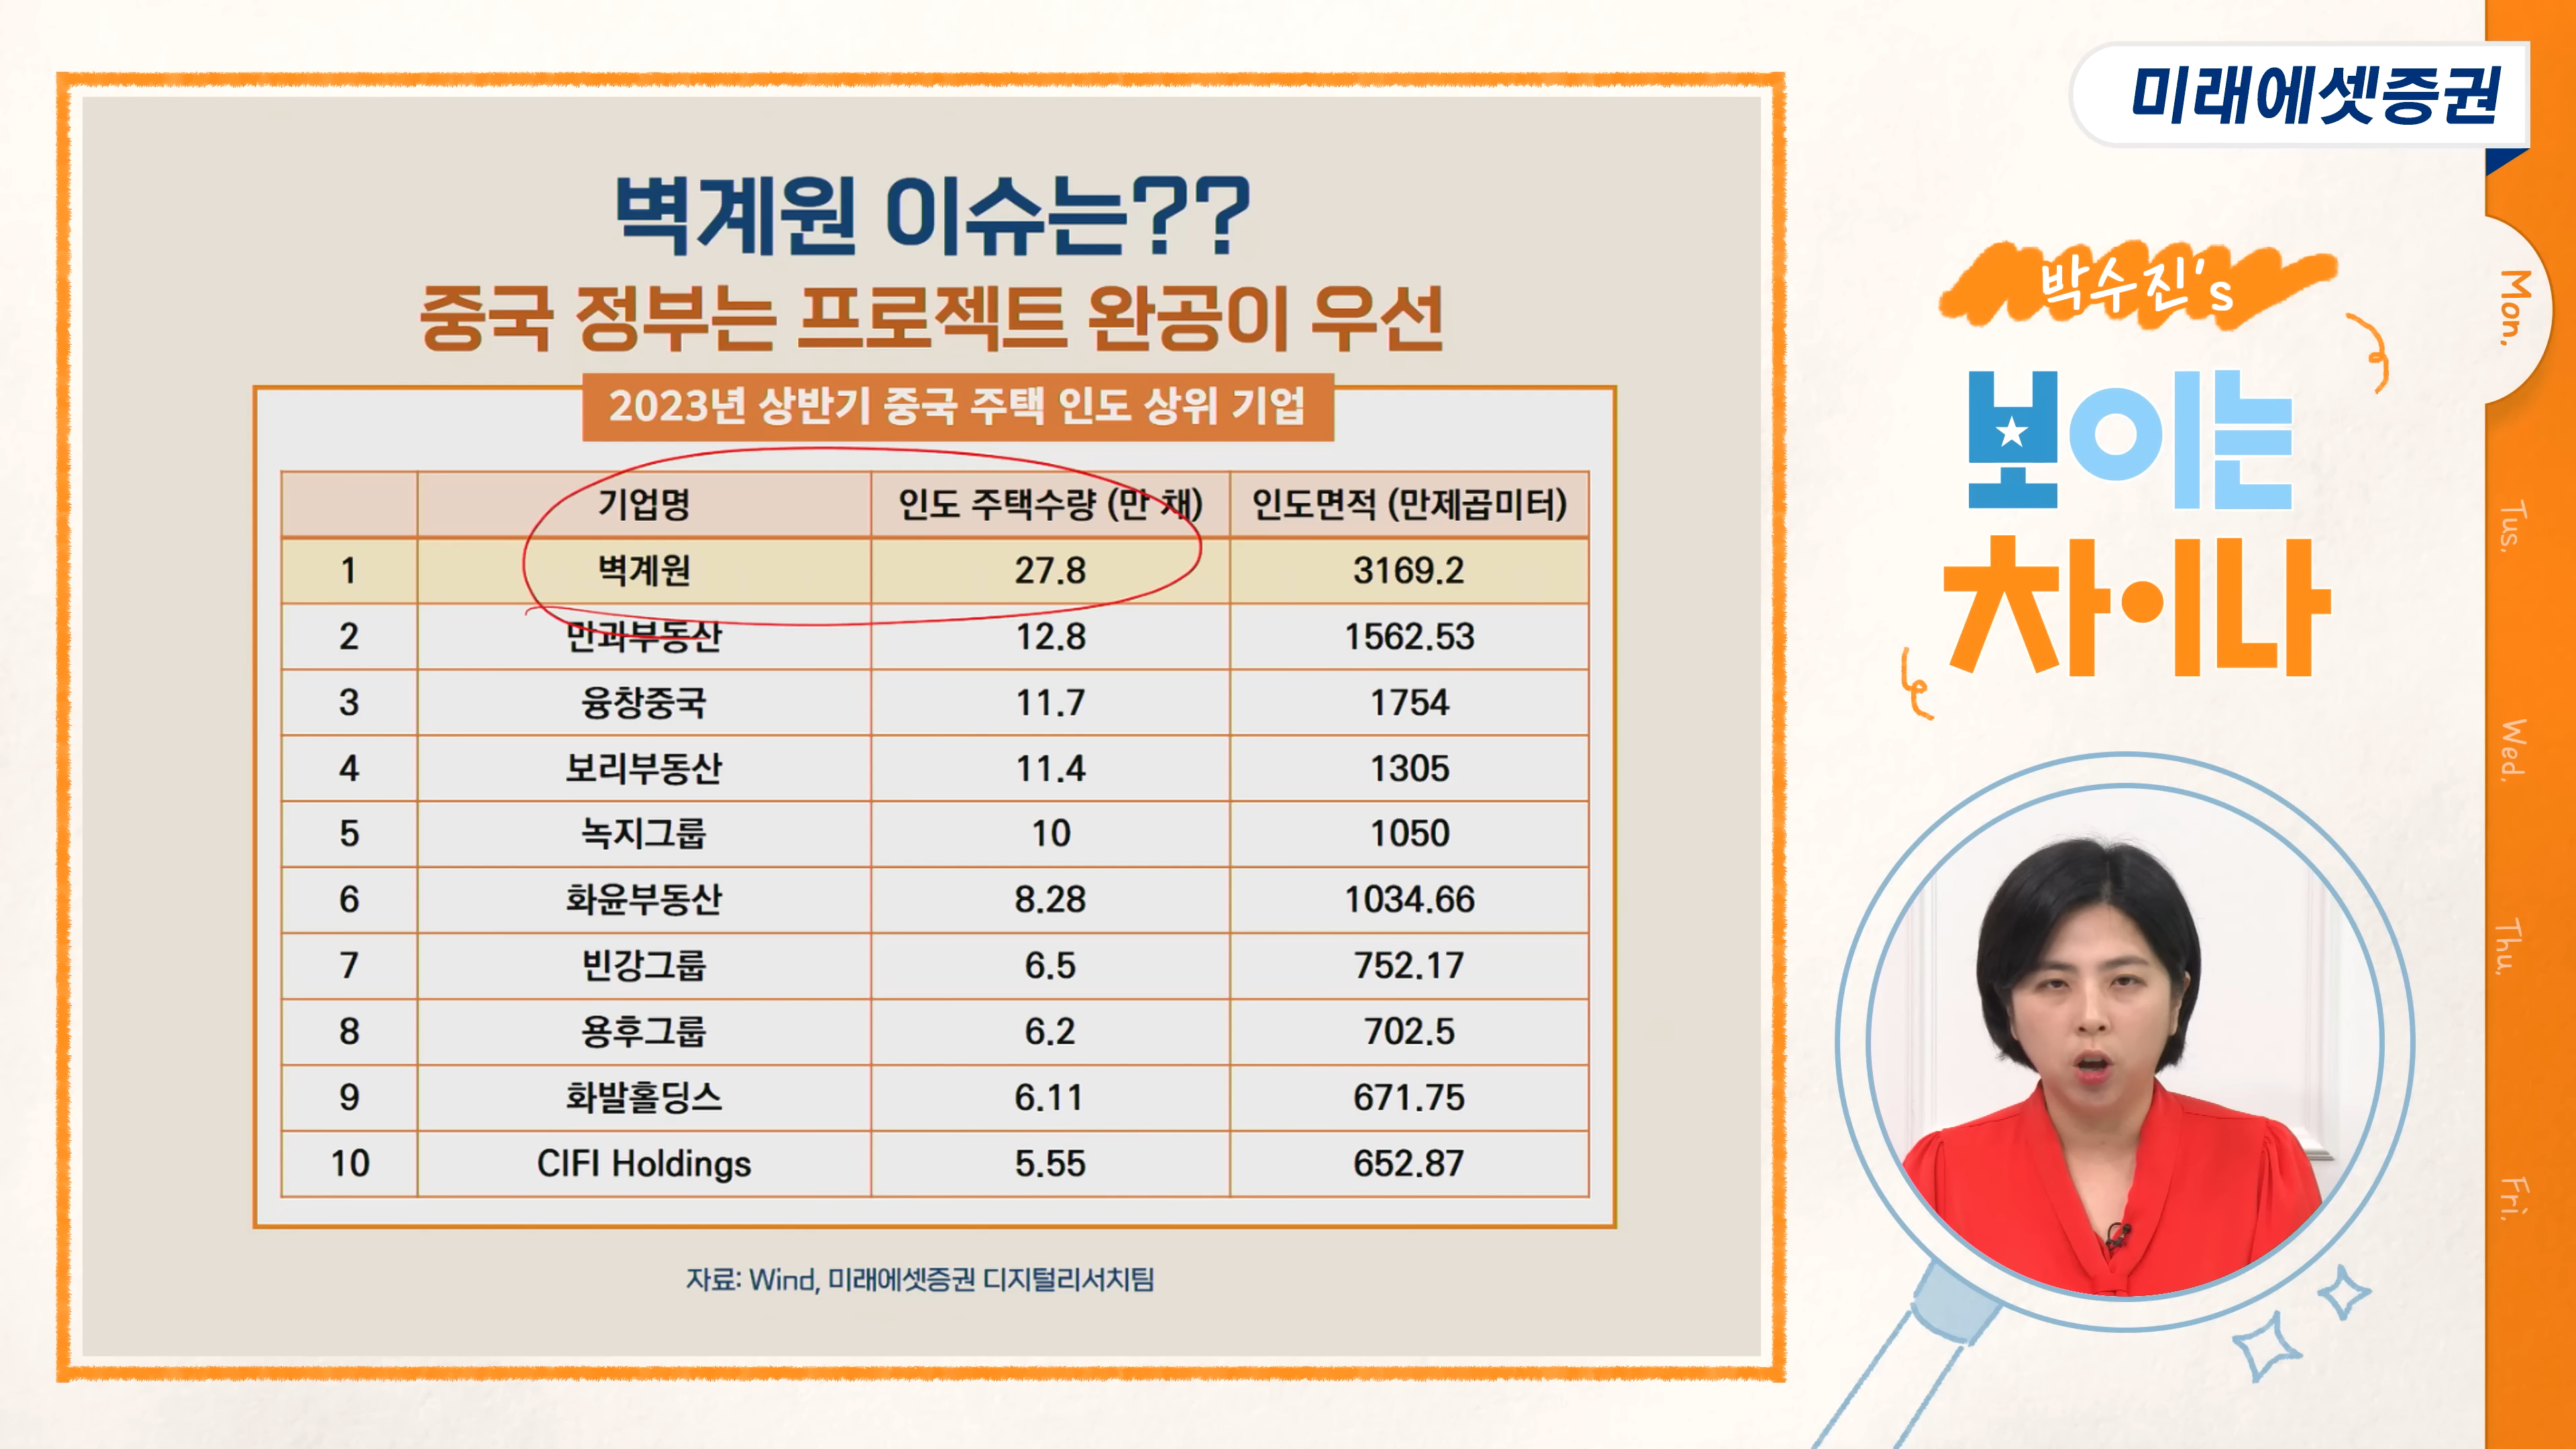 미래에셋증권
벽계원 이슈는??
중국 정부는 프로젝트 완공이 우선
2023년 상반기 중국 주택 인도 상위 기업
기업명 인도 주택수량 (만 채) 인도면적 (만제곱미터)
1 벽계원 27.8 3169.2
2 만과부동산 12.8 1562.53
3 융창중국 11.7 1754
4 보리부동산 11.4 1305
5 녹지그룹 10 1050
6 화윤부동산 8.28 1034.66
7 빈강그룹 6.5 752.17
8 용후그룹 6.2 702.5
9 화발홀딩스 6.11 671.75
10 CIFI Holdings 5.55 652.87
자료: Wind, 미래에셋증권 디지털리서치팀
박수진's
보이는
차이나
Mon.
Tus.
Wed.
Thu.
Fri.